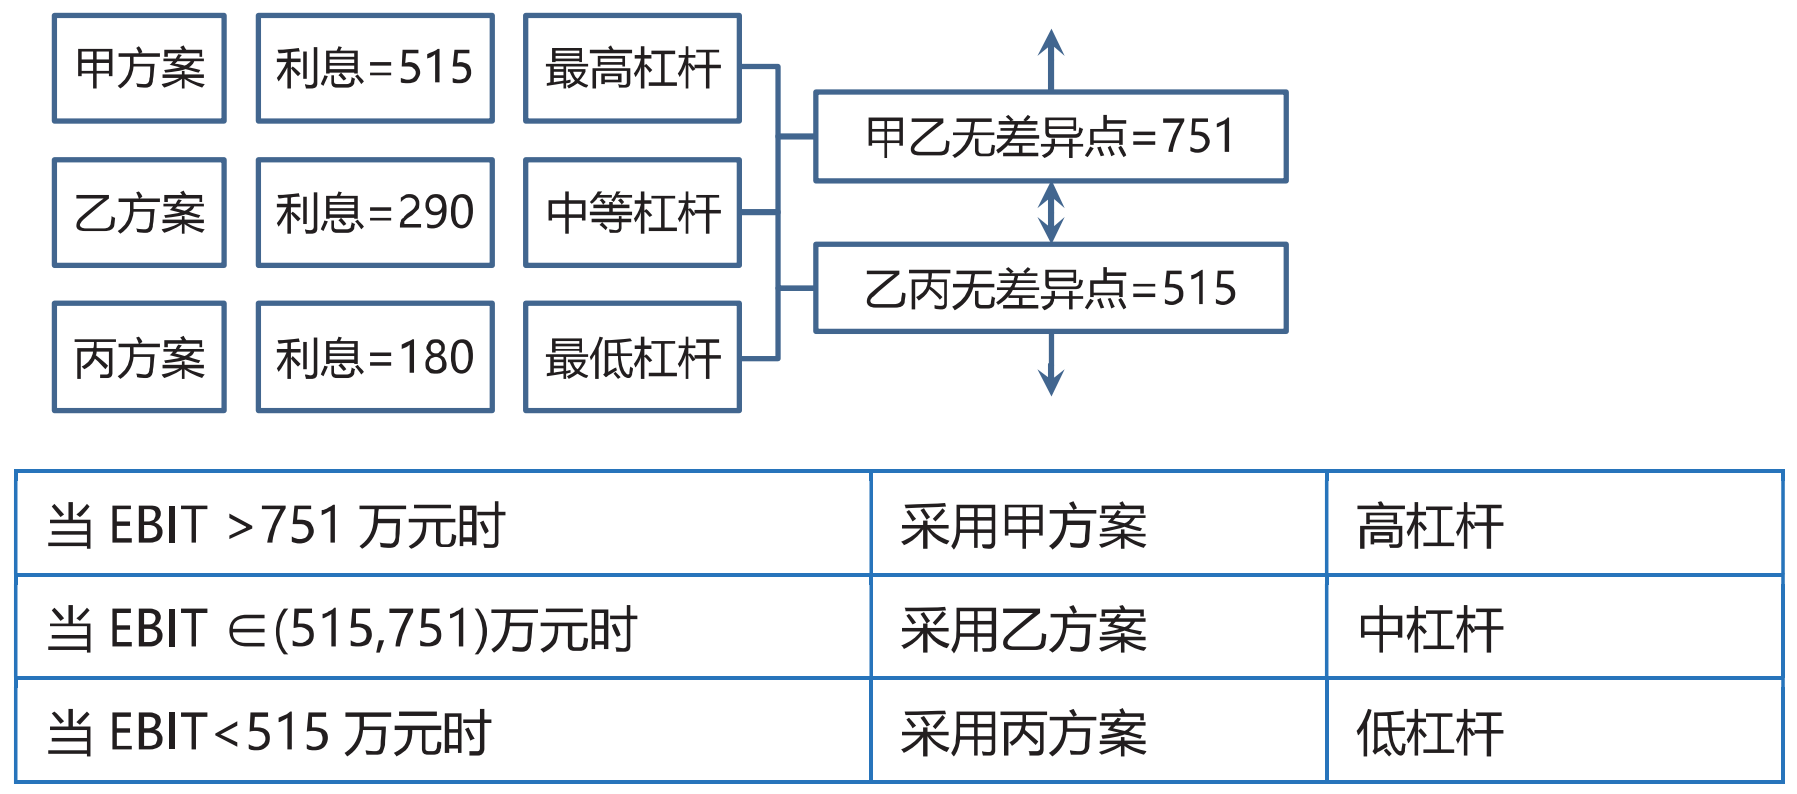 甲方案 利息=515 最高杠杆
甲乙无差异点=751
乙方案 利息=290 中等杠杆
乙丙无差异点=515
丙方案 利息=180 最低杠杆
当 EBIT >751 万元时 采用甲方案 高杠杆
当 EBIT ∈(515,751)万元时 采用乙方案 中杠杆
当 EBIT<515 万元时 采用丙方案 低杠杆